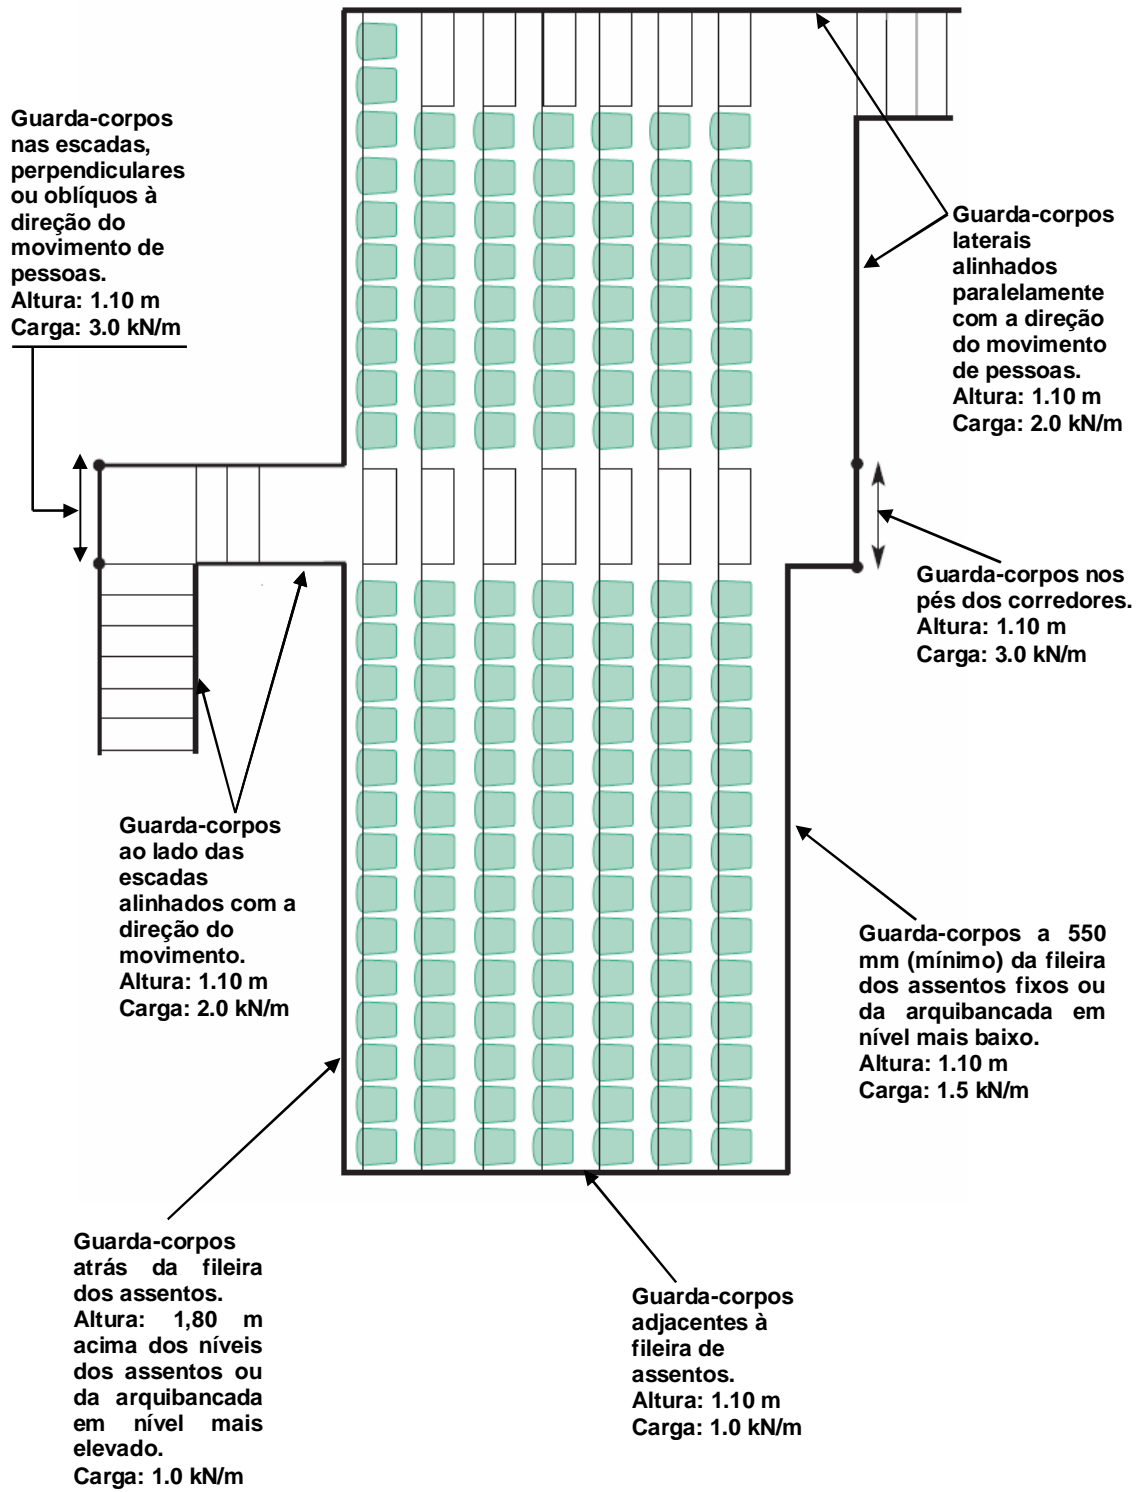 Guarda-corpos
nas escadas,
perpendiculares
ou oblíquos à
direção do
movimento de
pessoas.
Altura: 1.10 m
Carga: 3.0 kN/m
Guarda-corpos
laterais
alinhados
paralelamente
com a direção
do movimento
de pessoas.
Altura: 1.10 m
Carga: 2.0 kN/m
Guarda-corpos nos
pés dos corredores.
Altura: 1.10 m
Carga: 3.0 kN/m
Guarda-corpos
ao lado das
escadas
alinhados com a
direção do
movimento.
Altura: 1.10 m
Carga: 2.0 kN/m
Guarda-corpos a 550
mm (mínimo) da fileira
dos assentos fixos ou
da arquibancada em
nível mais baixo.
Altura: 1.10 m
Carga: 1.5 kN/m
Guarda-corpos
atrás da fileira
dos assentos.
Altura: 1,80 m
acima dos níveis
dos assentos ou
da arquibancada
em nível mais
elevado.
Carga: 1.0 kN/m
Guarda-corpos
adjacentes à
fileira de
assentos.
Altura: 1.10 m
Carga: 1.0 kN/m